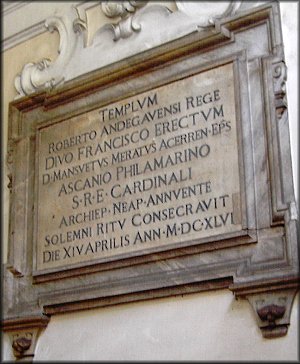 TEMPLVM
ROBERTO ANDEGAVENSI REGE
DIVO FRANCISCO ERECTVM
D·MANSVETVS MERATVS ACERREN·EPS
ASCANIO PHILAMARINO
S·R·E·CARDINALI
ARCHIEP·NEAP·ANNVENTE
SOLEMNI RITV CONSECRAVIT
DIE XIV APRILIS ANN·M·DC·XLVI